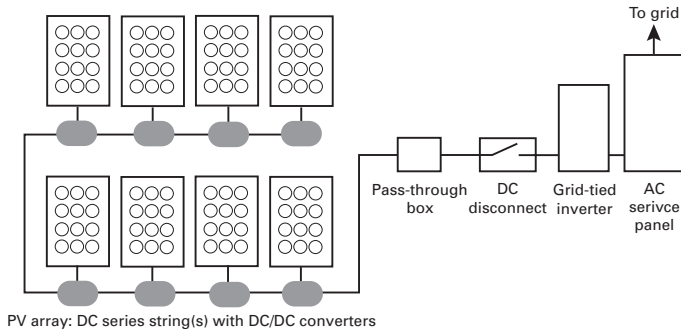 To grid
Pass-through
box
DC
disconnect
Grid-tied
inverter
AC
serivce
panel
PV array: DC series string(s) with DC/DC converters